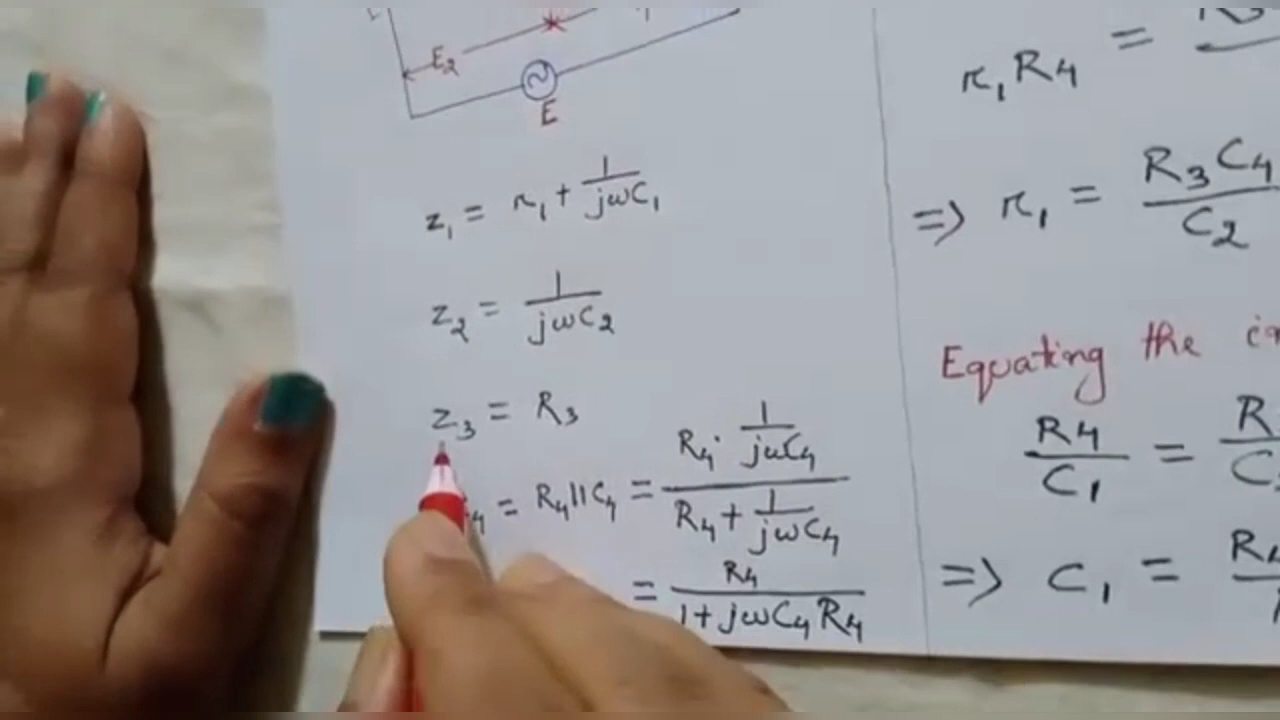 E₂
E
z₁ = r₁ + 1/jωC₁
z₂ = 1/jωC₂
z₃ = R₃
₄ = R₄||C₄ = (R₄ · 1/jωC₄)/(R₄ + 1/jωC₄)
= R₄/(1 + jωC₄R₄)
r₁R₄ =
=> r₁ = R₃C₄/C₂
Equating the
R₄/C₁ =
=> C₁ =